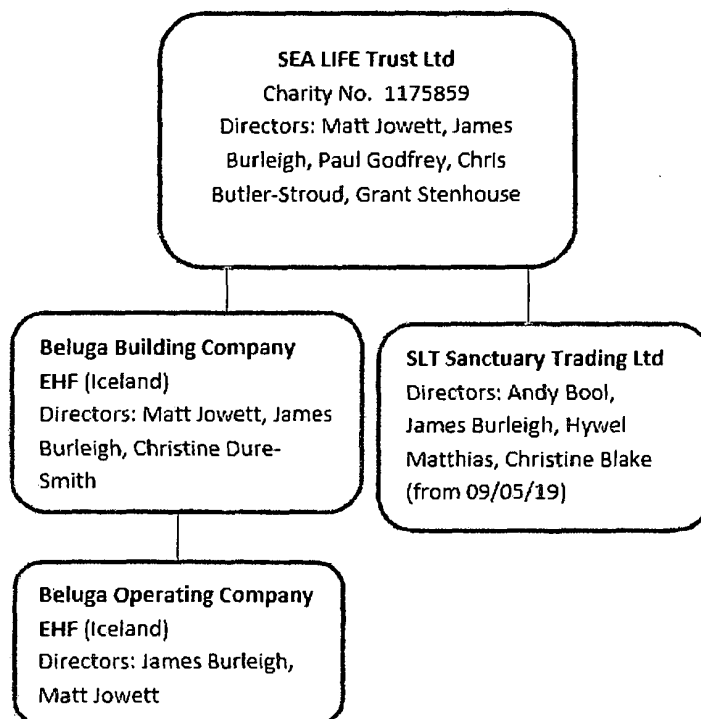 SEA LIFE Trust Ltd
Charity No. 1175859
Directors: Matt Jowett, James
Burleigh, Paul Godfrey, Chris
Butler-Stroud, Grant Stenhouse
Beluga Building Company
EHF (Iceland)
Directors: Matt Jowett, James
Burleigh, Christine Dure-
Smith
SLT Sanctuary Trading Ltd
Directors: Andy Bool,
James Burleigh, Hywel
Matthias, Christine Blake
(from 09/05/19)
Beluga Operating Company
EHF (Iceland)
Directors: James Burleigh,
Matt Jowett